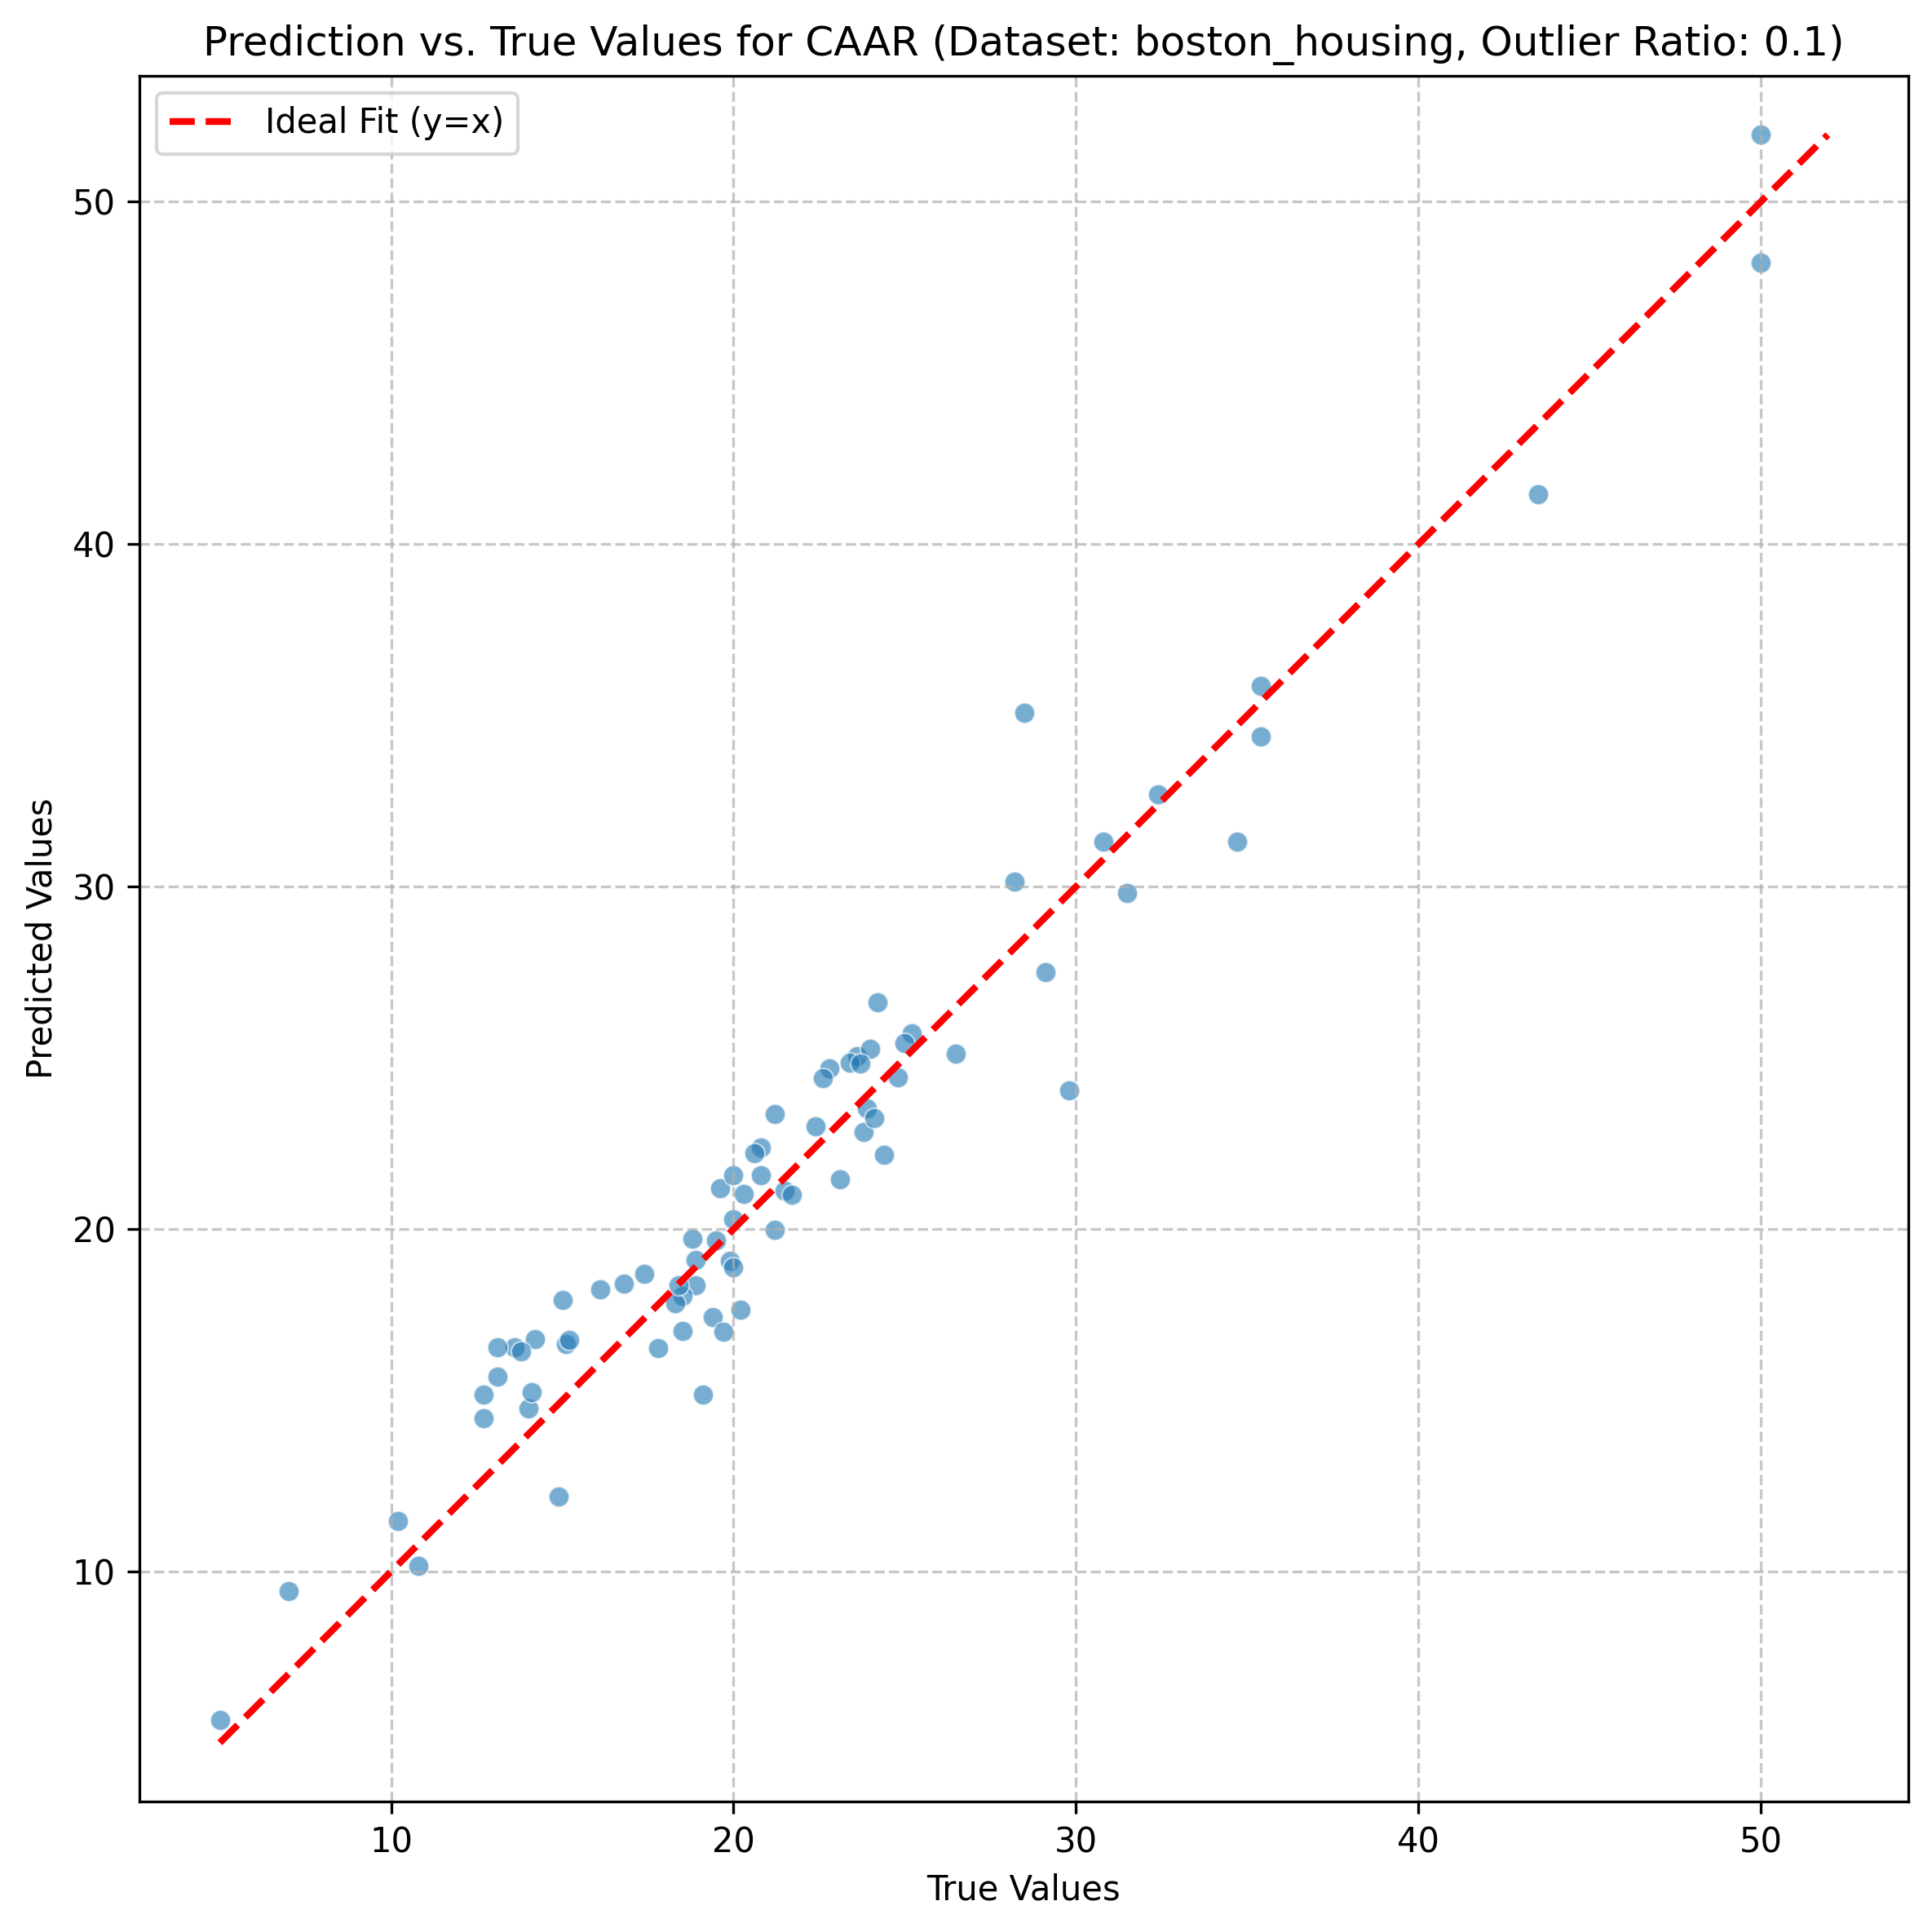 Prediction vs. True Values for CAAR (Dataset: boston_housing, Outlier Ratio: 0.1)
Ideal Fit (y=x)
50
40
30
20
10
Predicted Values
10 20 30 40 50
True Values